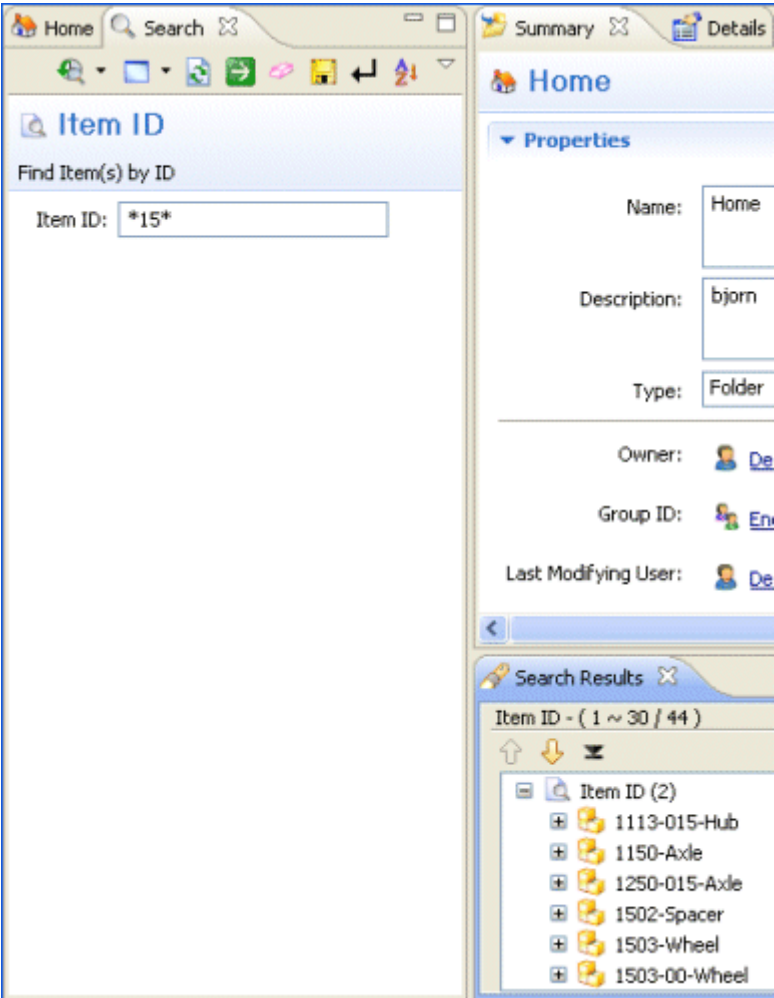 Home
Search
Item ID
Find Item(s) by ID
Item ID: *15*
Summary
Details
Home
Properties
Name: Home
Description: bjorn
Type: Folder
Owner: De
Group ID:
Last Modifying User: De
Search Results
Item ID - ( 1 ~ 30 / 44 )
Item ID (2)
1113-015-Hub
1150-Axle
1250-015-Axle
1502-Spacer
1503-Wheel
1503-00-Wheel